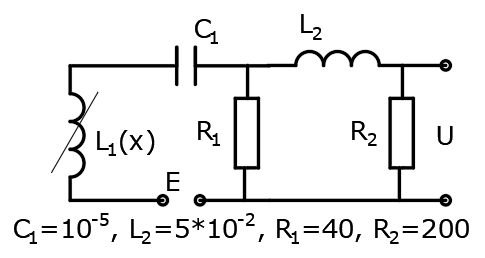 C₁
L₂
L₁(x)
R₁
R₂
U
E
C₁=10⁻⁵, L₂=5*10⁻², R₁=40, R₂=200